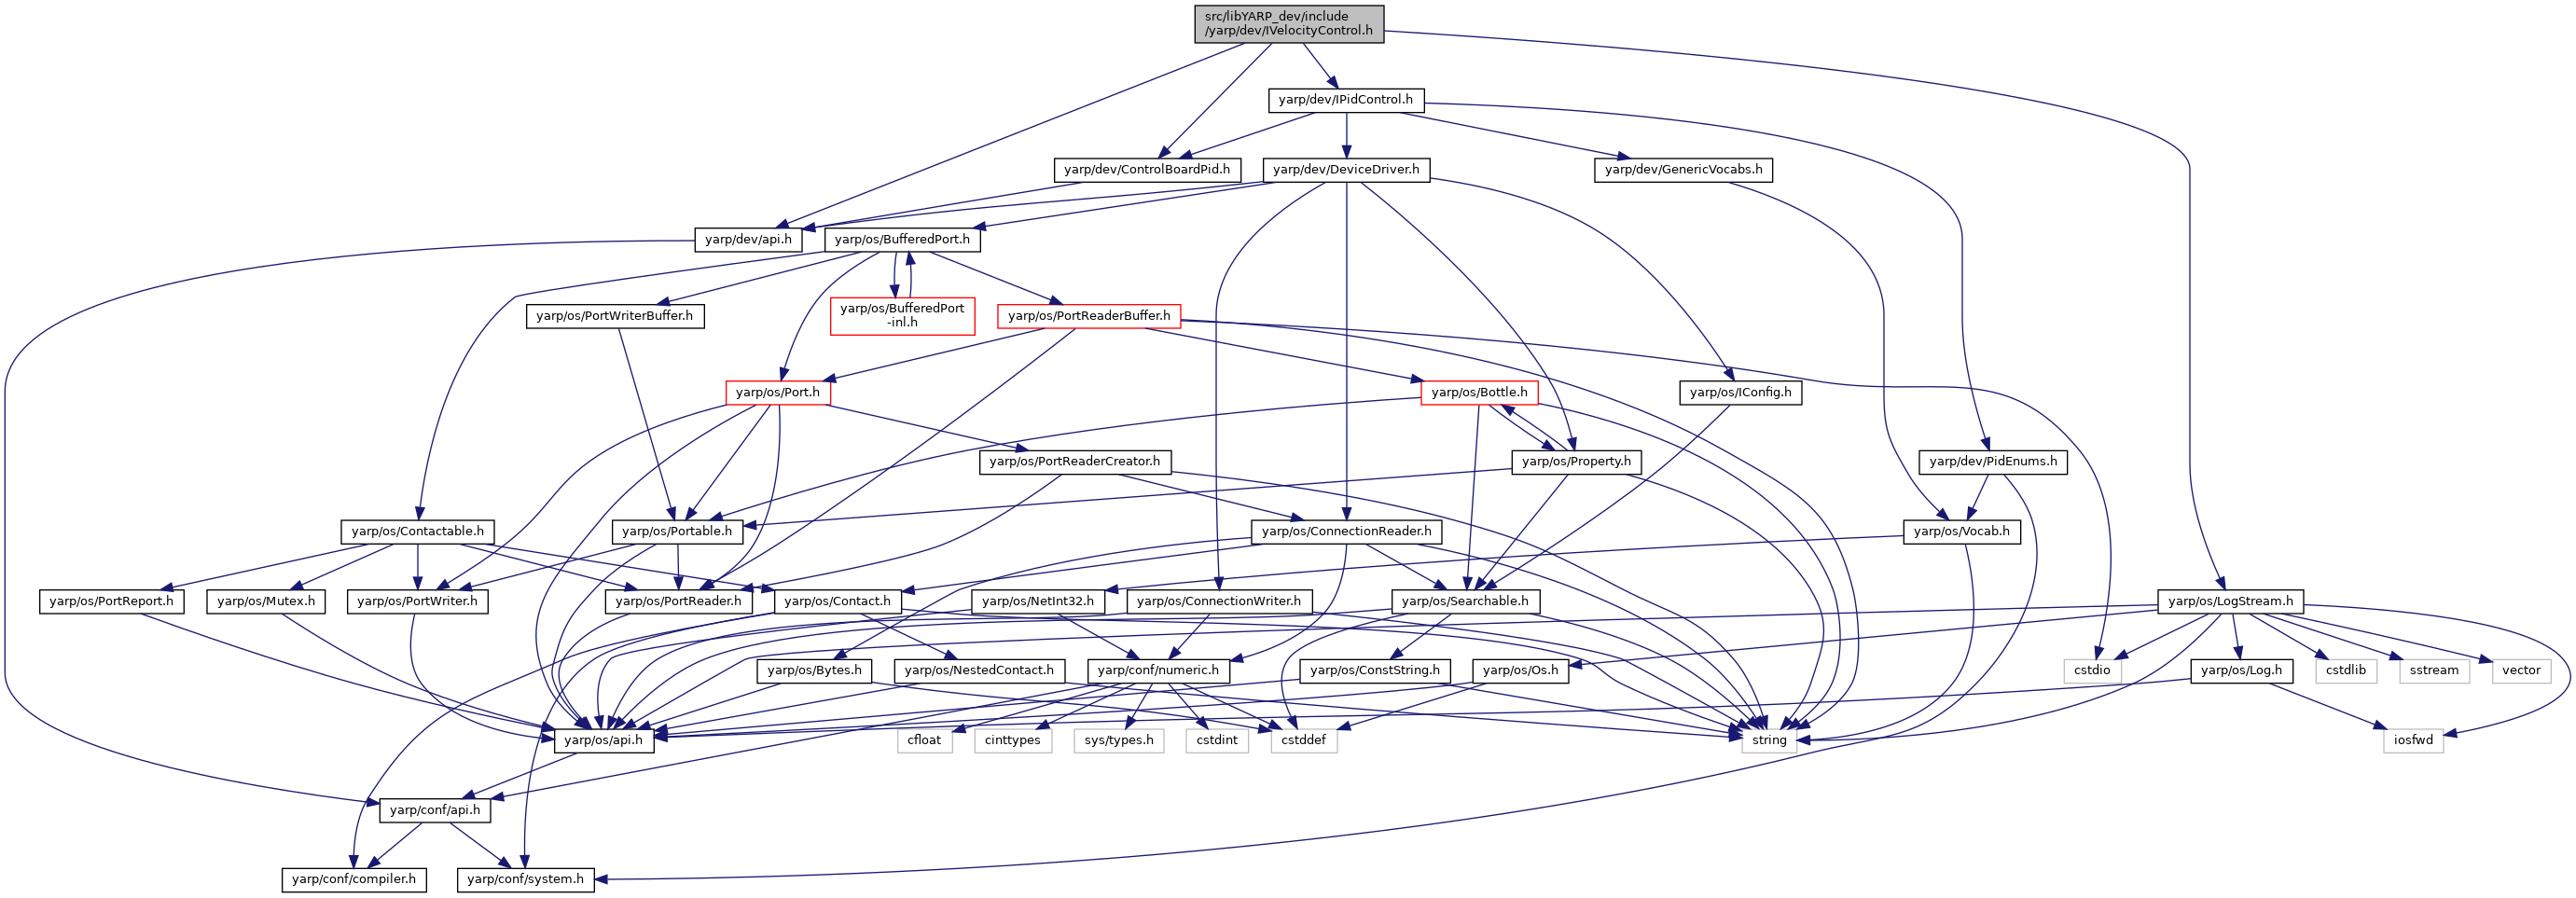 src/libYARP_dev/include
/yarp/dev/IVelocityControl.h
yarp/dev/IPidControl.h
yarp/dev/ControlBoardPid.h
yarp/dev/DeviceDriver.h
yarp/dev/GenericVocabs.h
yarp/dev/api.h
yarp/os/BufferedPort.h
yarp/os/PortWriterBuffer.h
yarp/os/BufferedPort
-inl.h
yarp/os/PortReaderBuffer.h
yarp/os/Port.h
yarp/os/Bottle.h
yarp/os/IConfig.h
yarp/os/PortReaderCreator.h
yarp/os/Property.h
yarp/dev/PidEnums.h
yarp/os/Contactable.h
yarp/os/Portable.h
yarp/os/ConnectionReader.h
yarp/os/Vocab.h
yarp/os/PortReport.h
yarp/os/Mutex.h
yarp/os/PortWriter.h
yarp/os/PortReader.h
yarp/os/Contact.h
yarp/os/NetInt32.h
yarp/os/ConnectionWriter.h
yarp/os/Searchable.h
yarp/os/LogStream.h
yarp/os/Bytes.h
yarp/os/NestedContact.h
yarp/conf/numeric.h
yarp/os/ConstString.h
yarp/os/Os.h
cstdio
yarp/os/Log.h
cstdlib
sstream
vector
yarp/os/api.h
cfloat
cinttypes
sys/types.h
cstdint
cstddef
string
iosfwd
yarp/conf/api.h
yarp/conf/compiler.h
yarp/conf/system.h